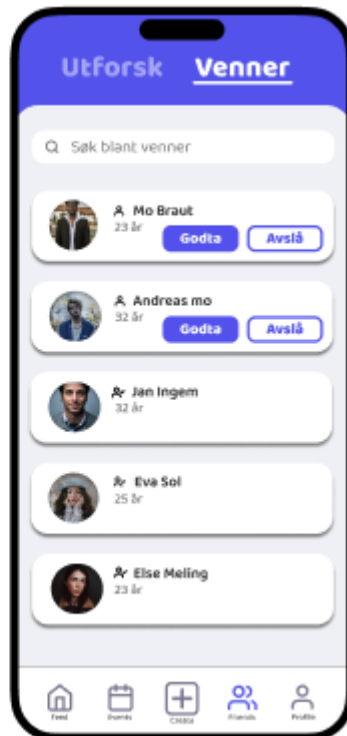 Utforsk Venner
Søk blant venner
Mo Braut
23 år
Godta Avslå
Andreas mo
32 år
Godta Avslå
Jan Ingem
32 år
Eva Sol
25 år
Else Meling
23 år
Feed Events Create Friends Profile